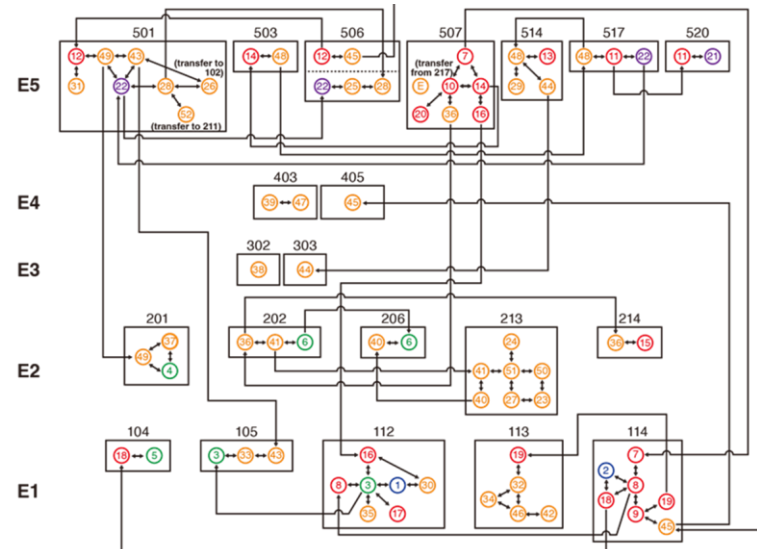 501 503 506 507 514 517 520
12 49 43 (transfer to 102) 14 48 12 45 (transfer from 217) 7 48 13 48 11 22 11 21
E5
31 22 28 26 22 25 28 E 10 14 29 44
52 20 36 16
(transfer to 211)
403 405
E4 39 47 45
302 303
E3 38 44
201 202 206 213 214
37 36 41 6 40 6 24 36 15
49
E2 4 41 51 50
40 27 23
104 105 112 113 114
18 5 3 33 43 16 19 2 7
E1 8 3 1 30 32 8
34 18 19
35 17 46 42 9 45